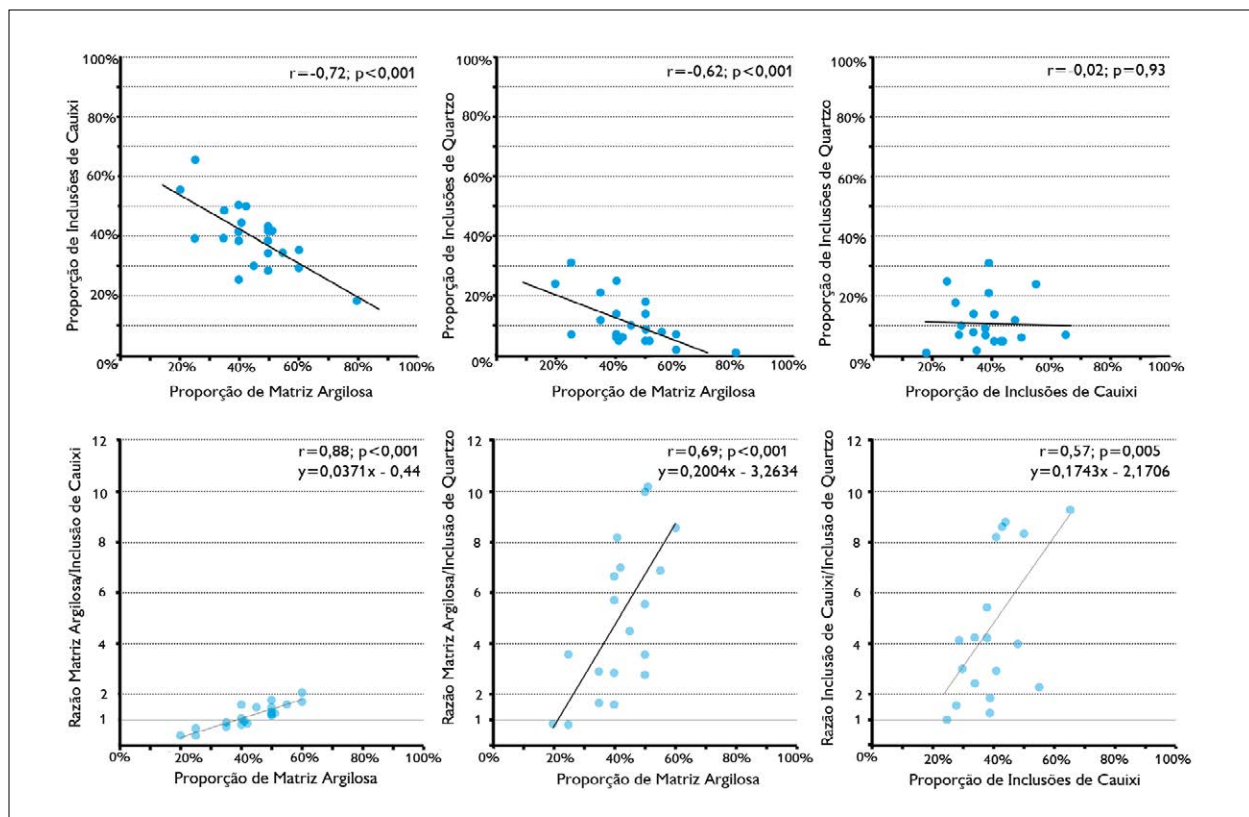 r=-0,72; p<0,001
100%
80%
60%
40%
20%
0%
Proporção de Inclusões de Cauixi
20% 40% 60% 80% 100%
Proporção de Matriz Argilosa
r=-0,62; p<0,001
100%
80%
60%
40%
20%
0%
Proporção de Inclusões de Quartzo
20% 40% 60% 80% 100%
Proporção de Matriz Argilosa
r=-0,02; p=0,93
100%
80%
60%
40%
20%
0%
Proporção de Inclusões de Quartzo
20% 40% 60% 80% 100%
Proporção de Inclusões de Cauixi
r=0,88; p<0,001
y=0,0371x - 0,44
12
10
8
6
4
2
1
Razão Matriz Argilosa/Inclusão de Cauixi
0% 20% 40% 60% 80% 100%
Proporção de Matriz Argilosa
r=0,69; p<0,001
y=0,2004x - 3,2634
12
10
8
6
4
2
1
Razão Matriz Argilosa/Inclusão de Quartzo
0% 20% 40% 60% 80% 100%
Proporção de Matriz Argilosa
r=0,57; p=0,005
y=0,1743x - 2,1706
12
10
8
6
4
2
1
Razão Inclusão de Cauixi/Inclusão de Quartzo
0% 20% 40% 60% 80% 100%
Proporção de Inclusões de Cauixi